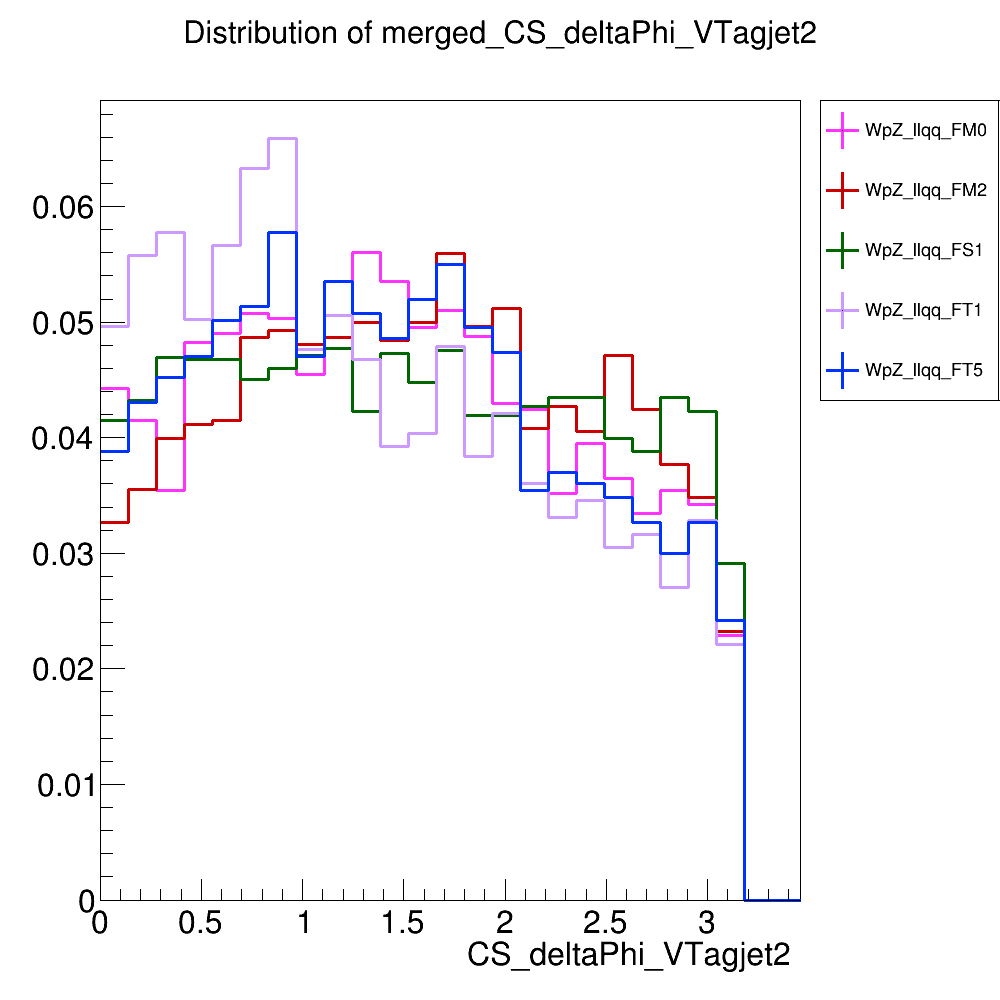 Distribution of merged_CS_deltaPhi_VTagjet2
WpZ_llqq_FM0
WpZ_llqq_FM2
WpZ_llqq_FS1
WpZ_llqq_FT1
WpZ_llqq_FT5
0.06
0.05
0.04
0.03
0.02
0.01
0
0 0.5 1 1.5 2 2.5 3
CS_deltaPhi_VTagjet2